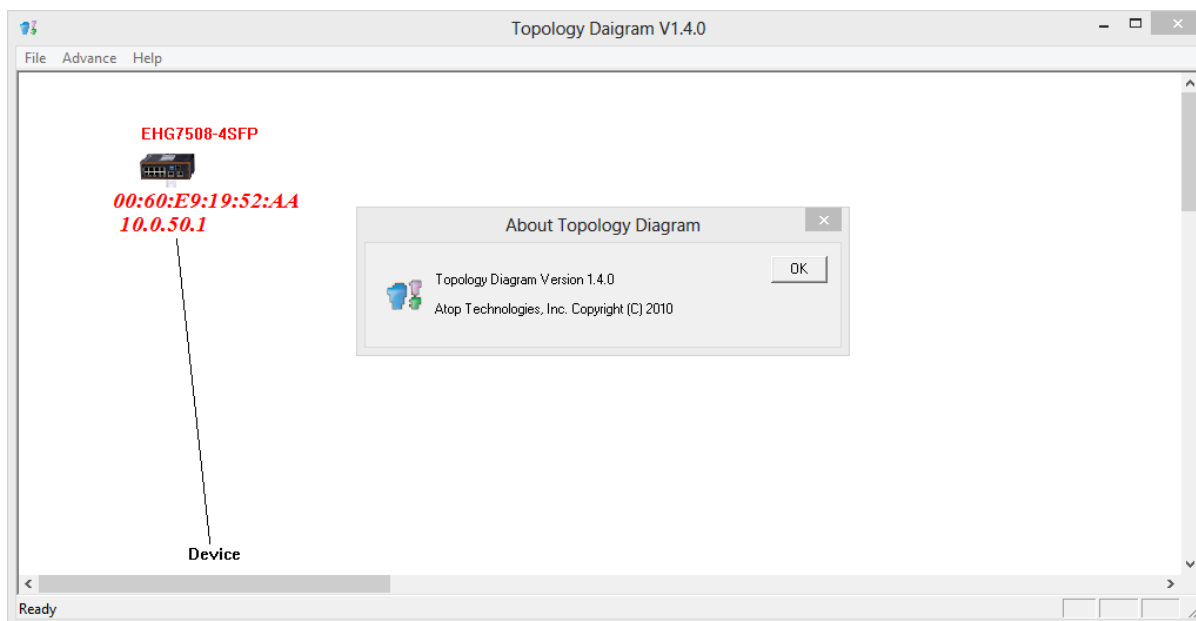 Topology Daigram V1.4.0
File Advance Help
EHG7508-4SFP
00:60:E9:19:52:AA
10.0.50.1
About Topology Diagram
OK
Topology Diagram Version 1.4.0
Atop Technologies, Inc. Copyright (C) 2010
Device
Ready